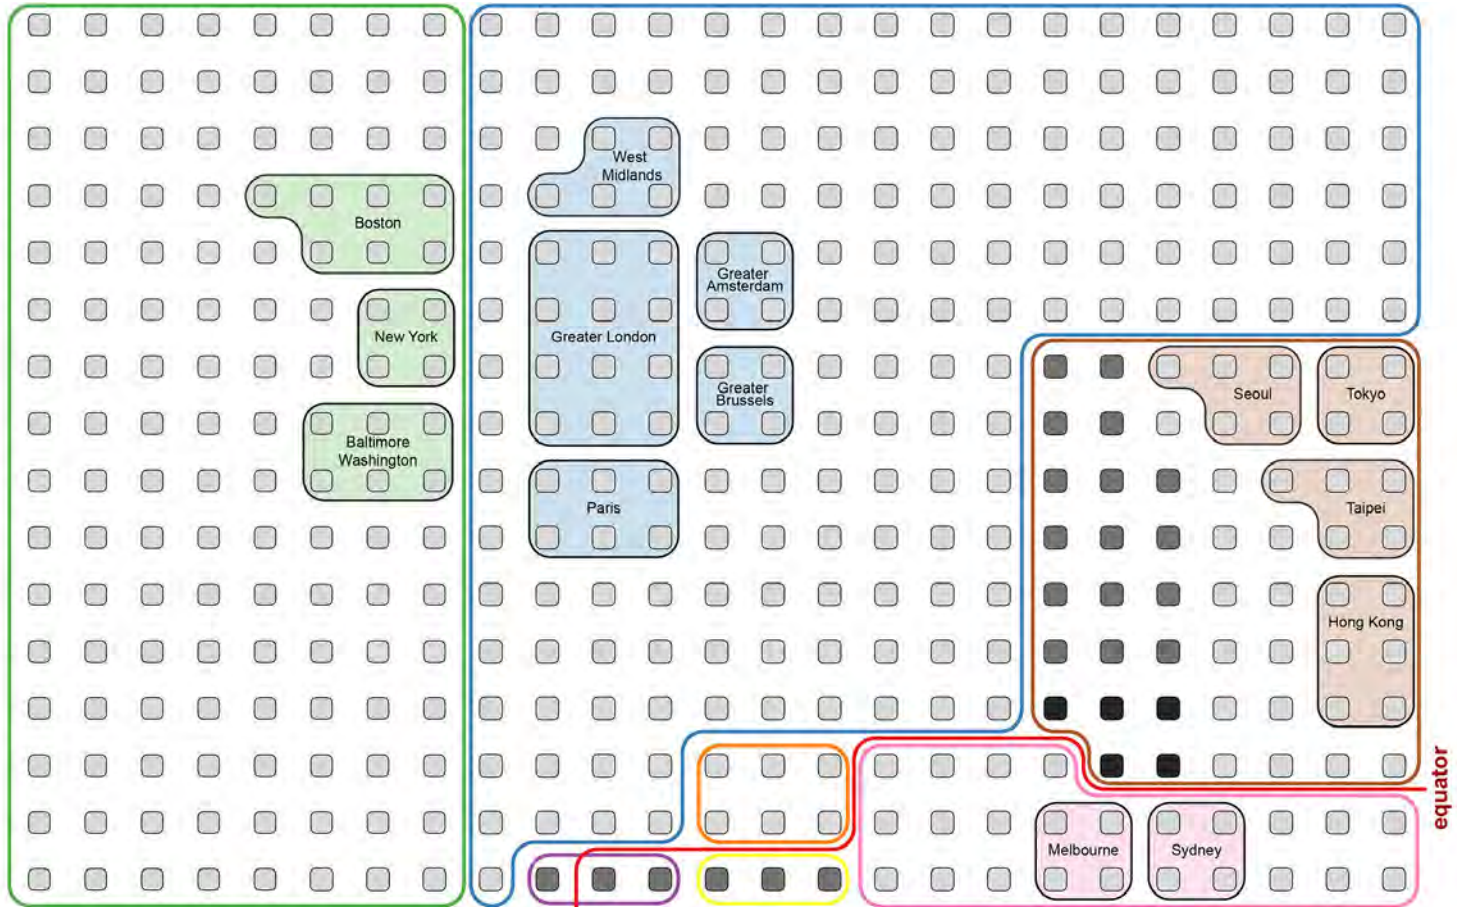 West
Midlands
Boston
Greater
Amsterdam
New York
Greater London
Greater
Brussels
Seoul
Tokyo
Baltimore
Washington
Paris
Taipei
Hong Kong
equator
Melbourne
Sydney